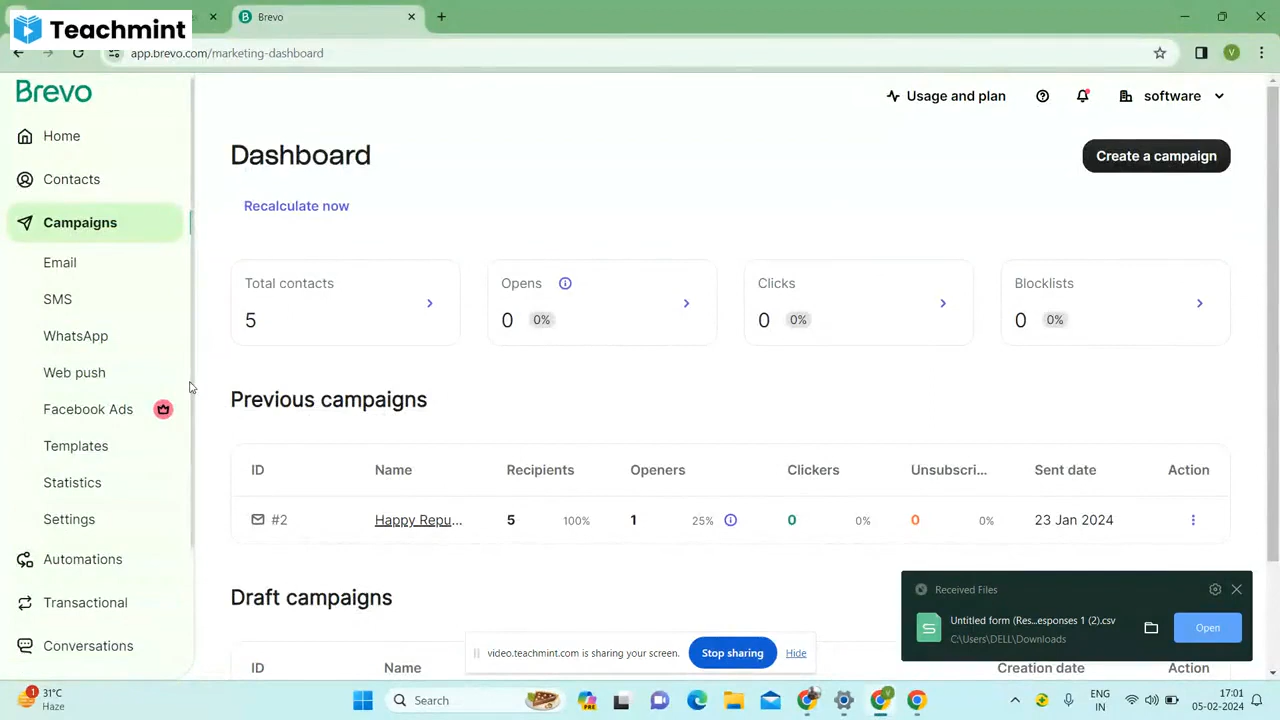 Teachmint
Brevo
app.brevo.com/marketing-dashboard
V
Brevo
Usage and plan
software
Home
Contacts
Campaigns
Email
SMS
WhatsApp
Web push
Facebook Ads
Templates
Statistics
Settings
Automations
Transactional
Conversations
Dashboard
Create a campaign
Recalculate now
Total contacts
5
Opens
0 0%
Clicks
0 0%
Blocklists
0 0%
Previous campaigns
ID Name Recipients Openers Clickers Unsubscri... Sent date Action
#2 Happy Repu... 5 100% 1 25% 0 0% 0 0% 23 Jan 2024
Draft campaigns
ID Name Creation date Action
Received Files
Untitled form (Res...esponses 1 (2).csv
C:\Users\DELL\Downloads
Open
video.teachmint.com is sharing your screen. Stop sharing Hide
1
31°C
Haze
Search
PRE
ENG
IN
17:01
05-02-2024